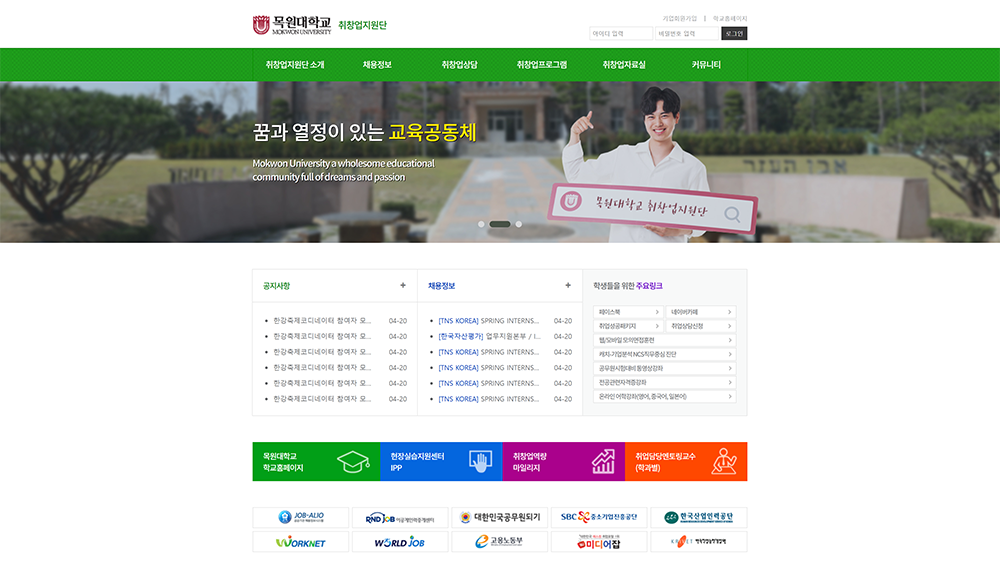 목원대학교
MOKWON UNIVERSITY
취창업지원단
기업회원가입 | 학교홈페이지
아이디 입력
비밀번호 입력
로그인
취창업지원단 소개
채용정보
취창업상담
취창업프로그램
취창업자료실
커뮤니티
꿈과 열정이 있는 교육공동체
Mokwon University a wholesome educational
community full of dreams and passion
목원대학교 취창업지원단
공지사항 +
한강축제코디네이터 참여자 모... 04-20
한강축제코디네이터 참여자 모... 04-20
한강축제코디네이터 참여자 모... 04-20
한강축제코디네이터 참여자 모... 04-20
한강축제코디네이터 참여자 모... 04-20
한강축제코디네이터 참여자 모... 04-20
채용정보 +
[TNS KOREA] SPRING INTERNS... 04-20
[한국자산평가] 업무지원본부 / I... 04-20
[TNS KOREA] SPRING INTERNS... 04-20
[TNS KOREA] SPRING INTERNS... 04-20
[TNS KOREA] SPRING INTERNS... 04-20
[TNS KOREA] SPRING INTERNS... 04-20
학생들을 위한 주요링크
페이스북
네이버카페
취업성공패키지
취업상담신청
웹/모바일 모의면접훈련
캐치-기업분석 NCS직무중심 진단
공무원시험대비 동영상강좌
전공관련자격증강좌
온라인 어학강좌(영어, 중국어, 일본어)
목원대학교
학교홈페이지
현장실습지원센터
IPP
취창업역량
마일리지
취업담당멘토링교수
(학과별)
JOB-ALIO
RND JOB
대한민국공무원되기
SBC 중소기업진흥공단
한국산업인력공단
WORKNET
WORLD JOB
고용노동부
미디어잡